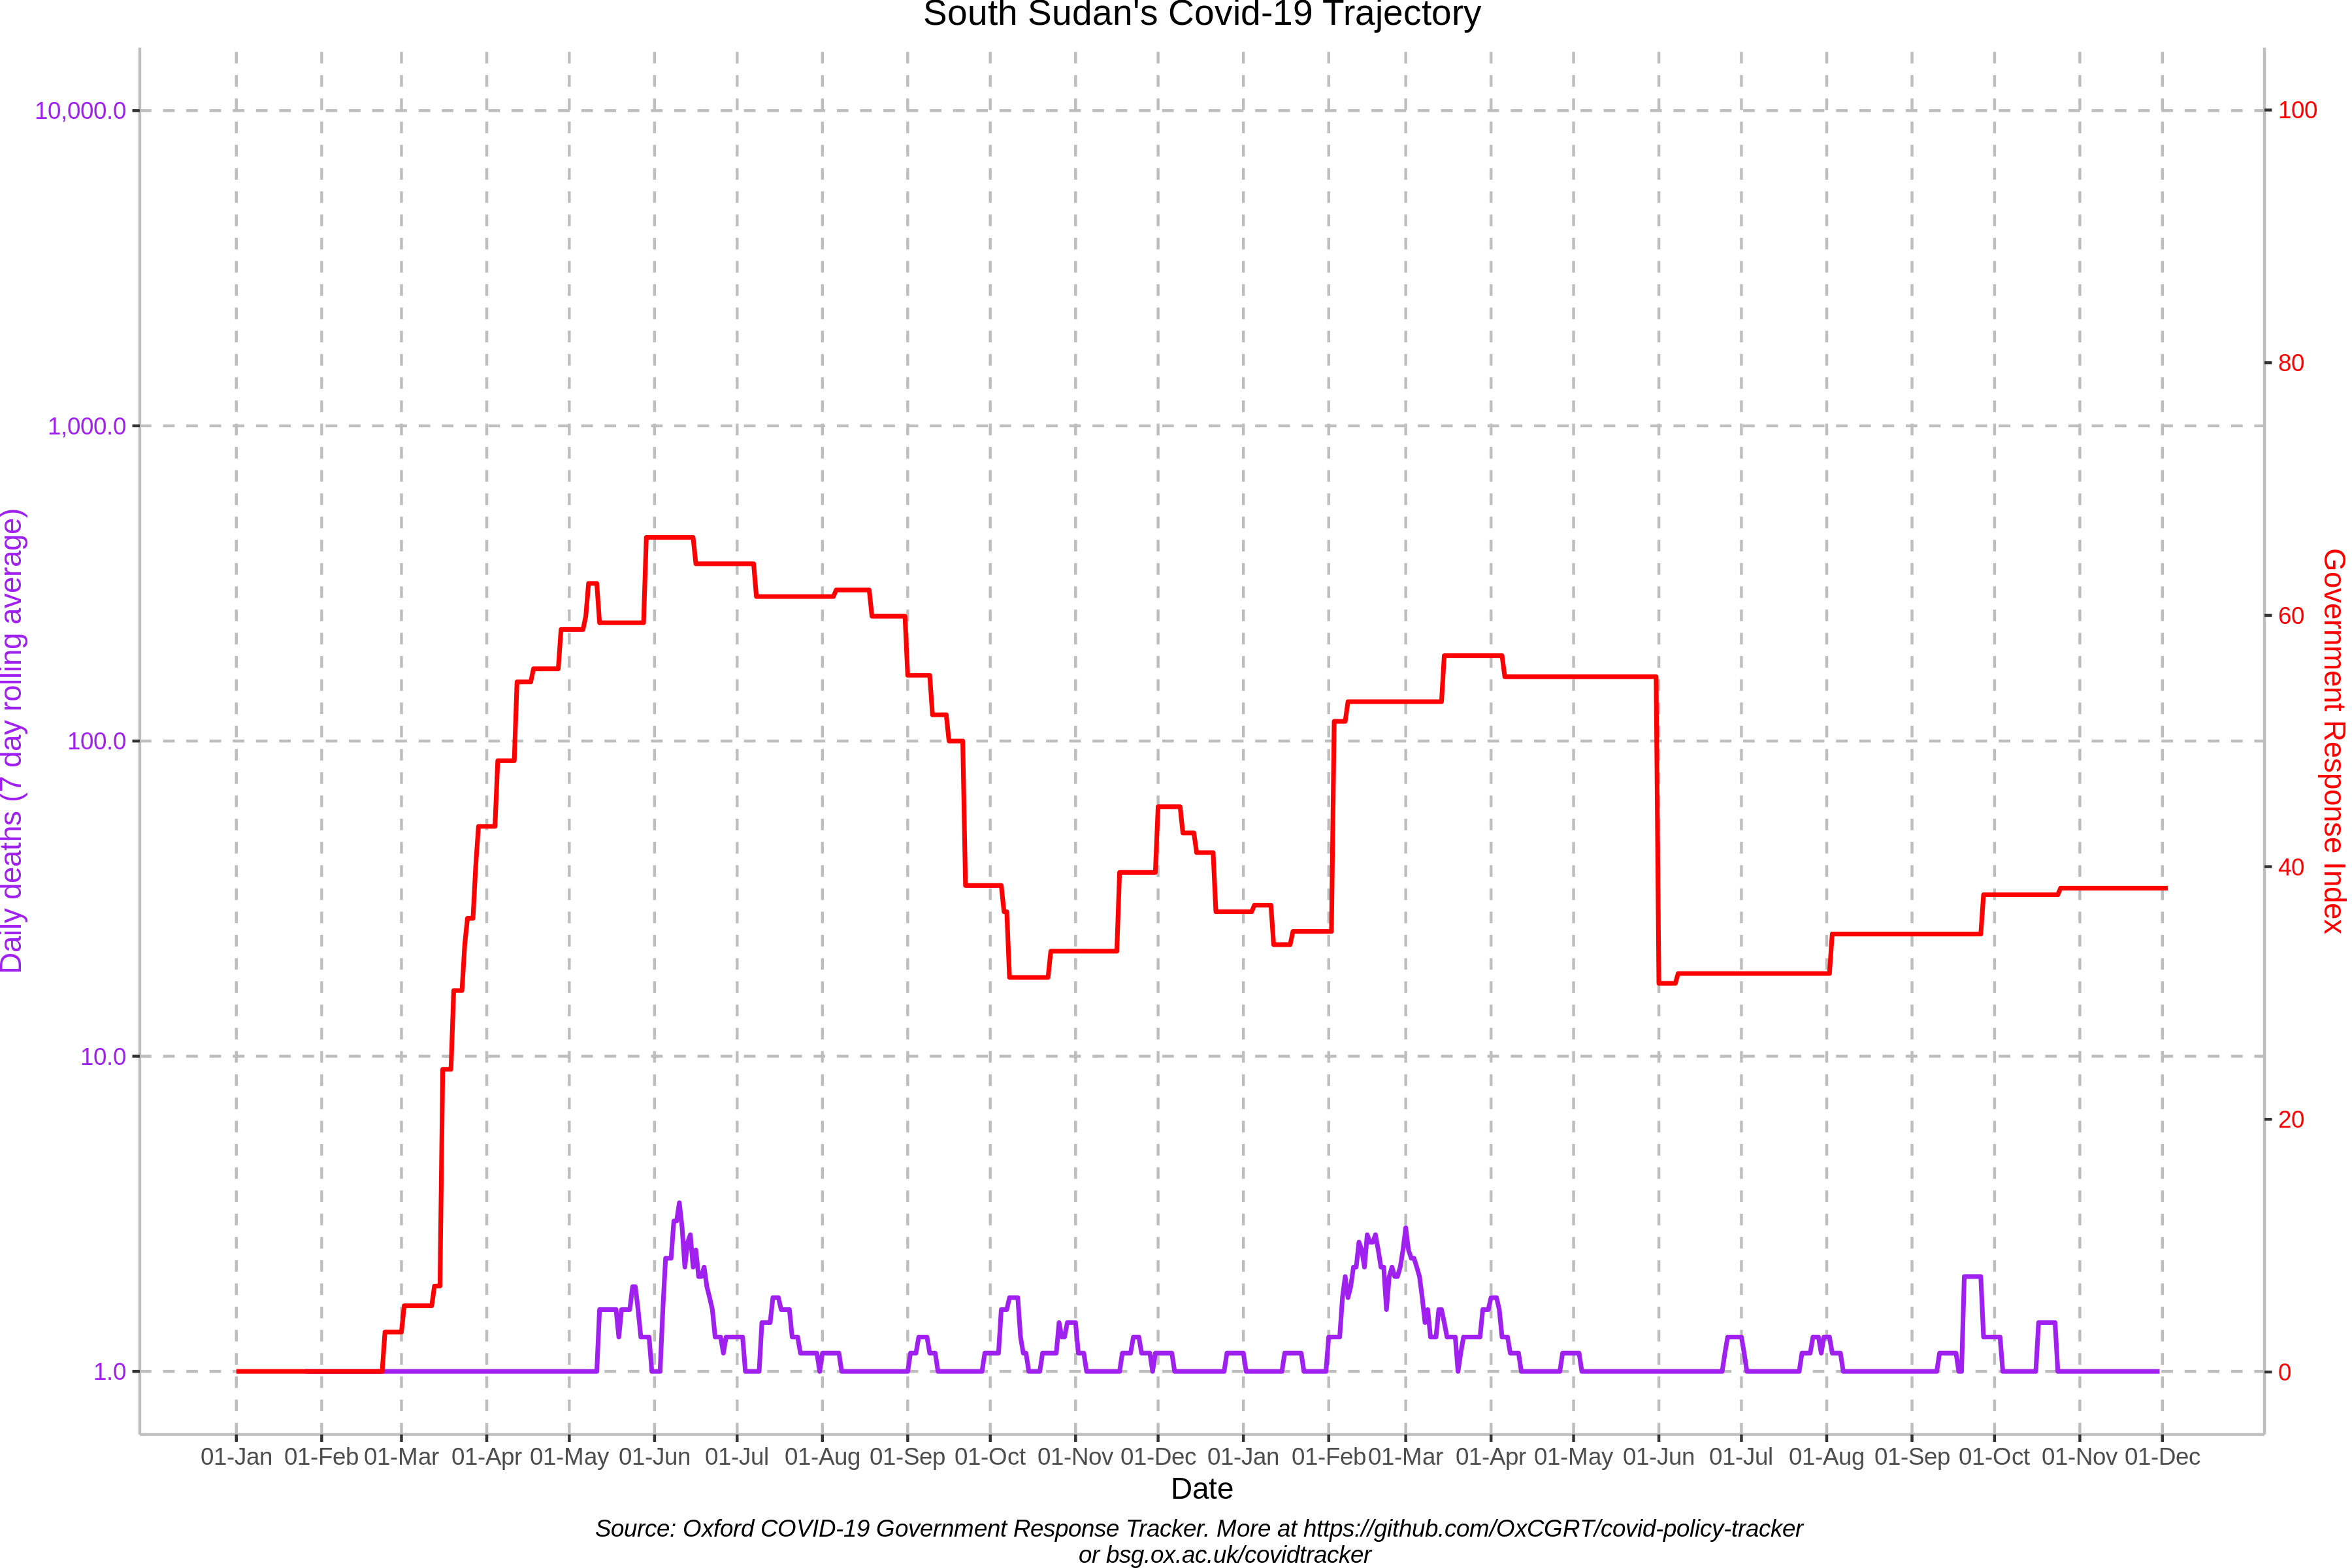 South Sudan's Covid-19 Trajectory
Daily deaths (7 day rolling average)
10,000.0
1,000.0
100.0
10.0
1.0
100
80
60
40
20
0
Government Response Index
01-Jan 01-Feb 01-Mar 01-Apr 01-May 01-Jun 01-Jul 01-Aug 01-Sep 01-Oct 01-Nov 01-Dec 01-Jan 01-Feb 01-Mar 01-Apr 01-May 01-Jun 01-Jul 01-Aug 01-Sep 01-Oct 01-Nov 01-Dec
Date
Source: Oxford COVID-19 Government Response Tracker. More at https://github.com/OxCGRT/covid-policy-tracker
or bsg.ox.ac.uk/covidtracker